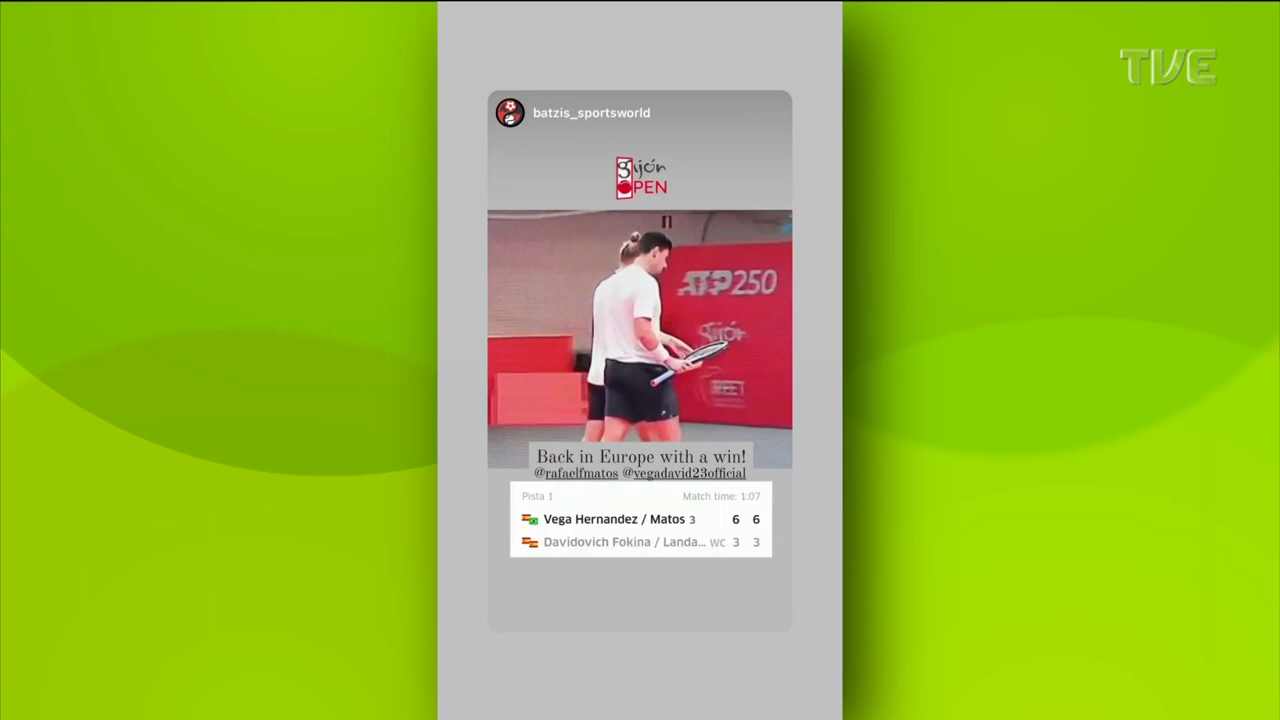 TVE
batzis_sportsworld
gijón
OPEN
ATP250
gijón
Back in Europe with a win!
@rafaelfmatos @vegadavid23official
Pista 1 Match time: 1:07
Vega Hernandez / Matos 3 6 6
Davidovich Fokina / Landa... WC 3 3